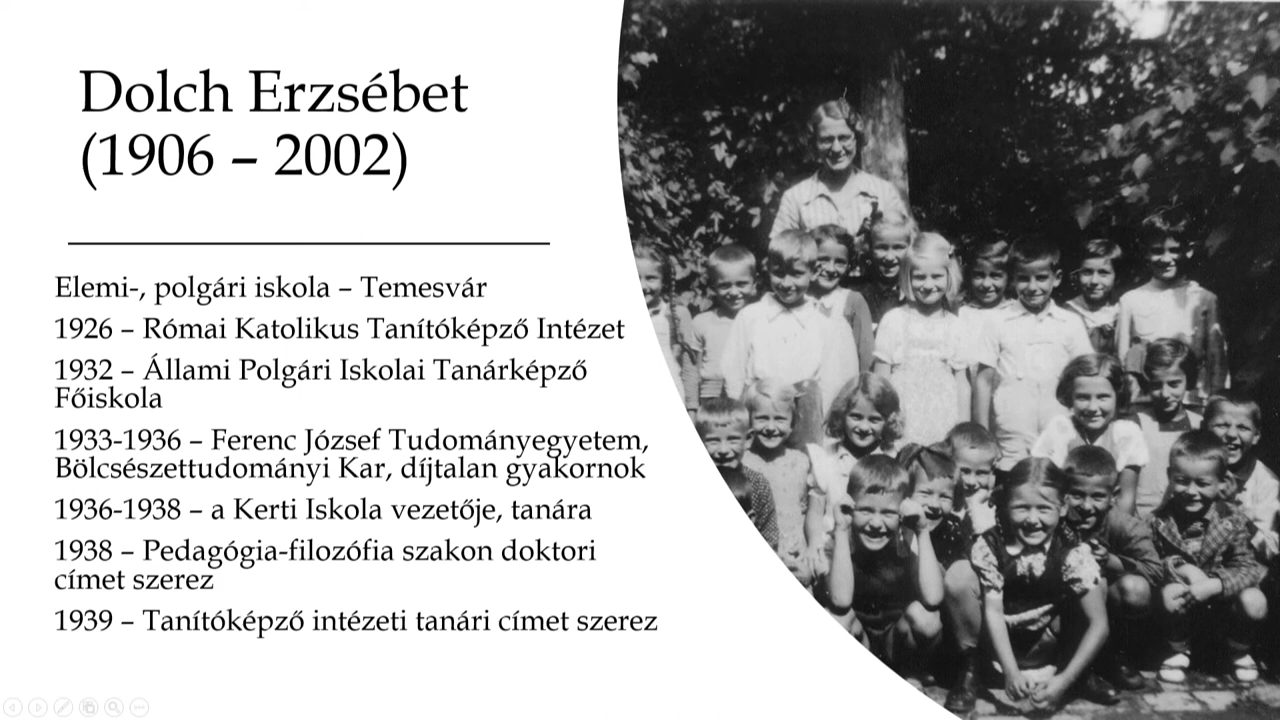 Dolch Erzsébet
(1906 – 2002)
Elemi-, polgári iskola – Temesvár
1926 – Római Katolikus Tanítóképző Intézet
1932 – Állami Polgári Iskolai Tanárképző
Főiskola
1933-1936 – Ferenc József Tudományegyetem,
Bölcsészettudományi Kar, díjtalan gyakornok
1936-1938 – a Kerti Iskola vezetője, tanára
1938 – Pedagógia-filozófia szakon doktori
címet szerez
1939 – Tanítóképző intézeti tanári címet szerez